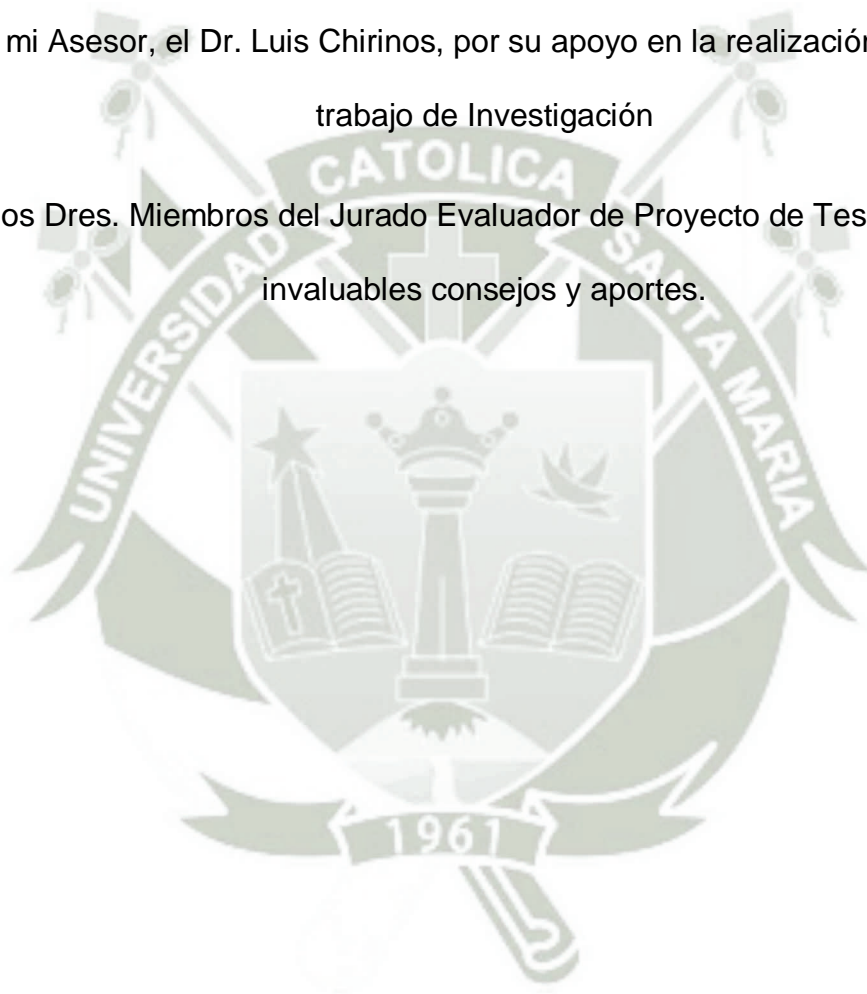 mi Asesor, el Dr. Luis Chirinos, por su apoyo en la realización
trabajo de Investigación
os Dres. Miembros del Jurado Evaluador de Proyecto de Tes
invaluables consejos y aportes.
UNIVERSIDAD CATOLICA SANTA MARIA
1961